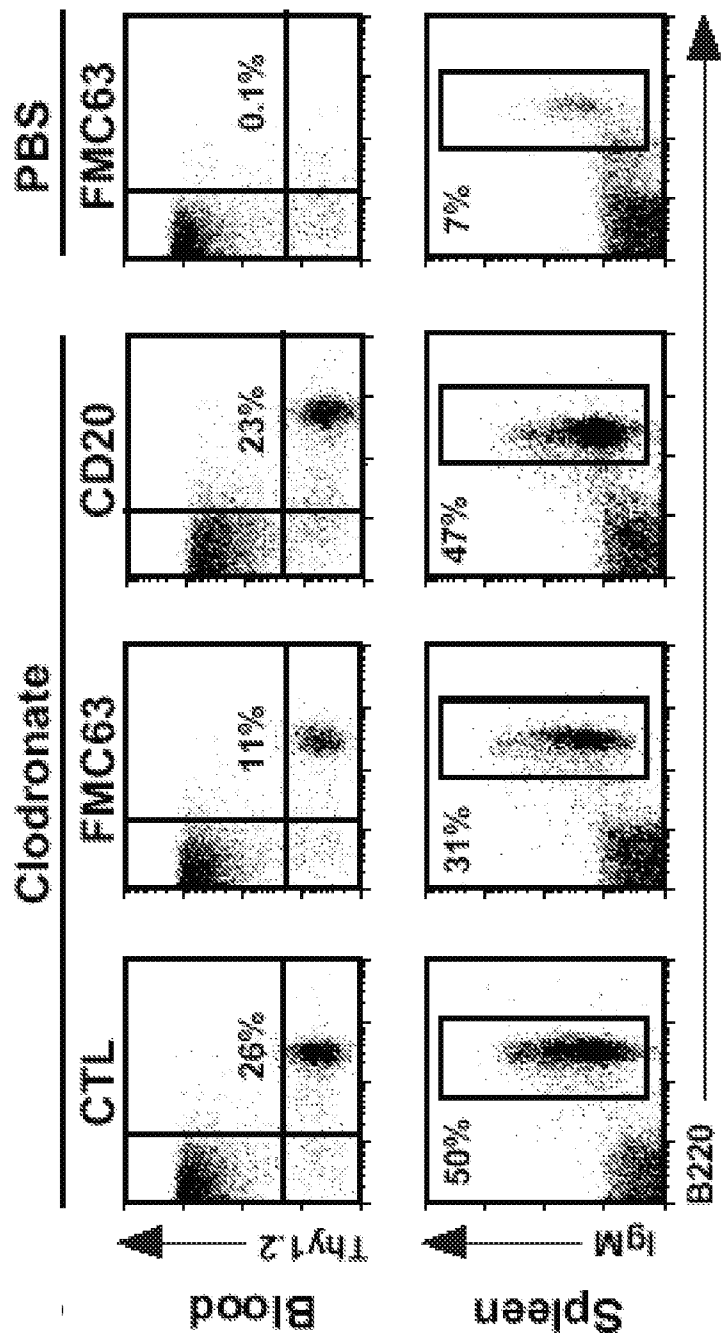 Clodronate PBS
CTL FMC63 CD20 FMC63
Blood
Thy1.2
26% 11% 23% 0.1%
Spleen
IgM
50% 31% 47% 7%
B220